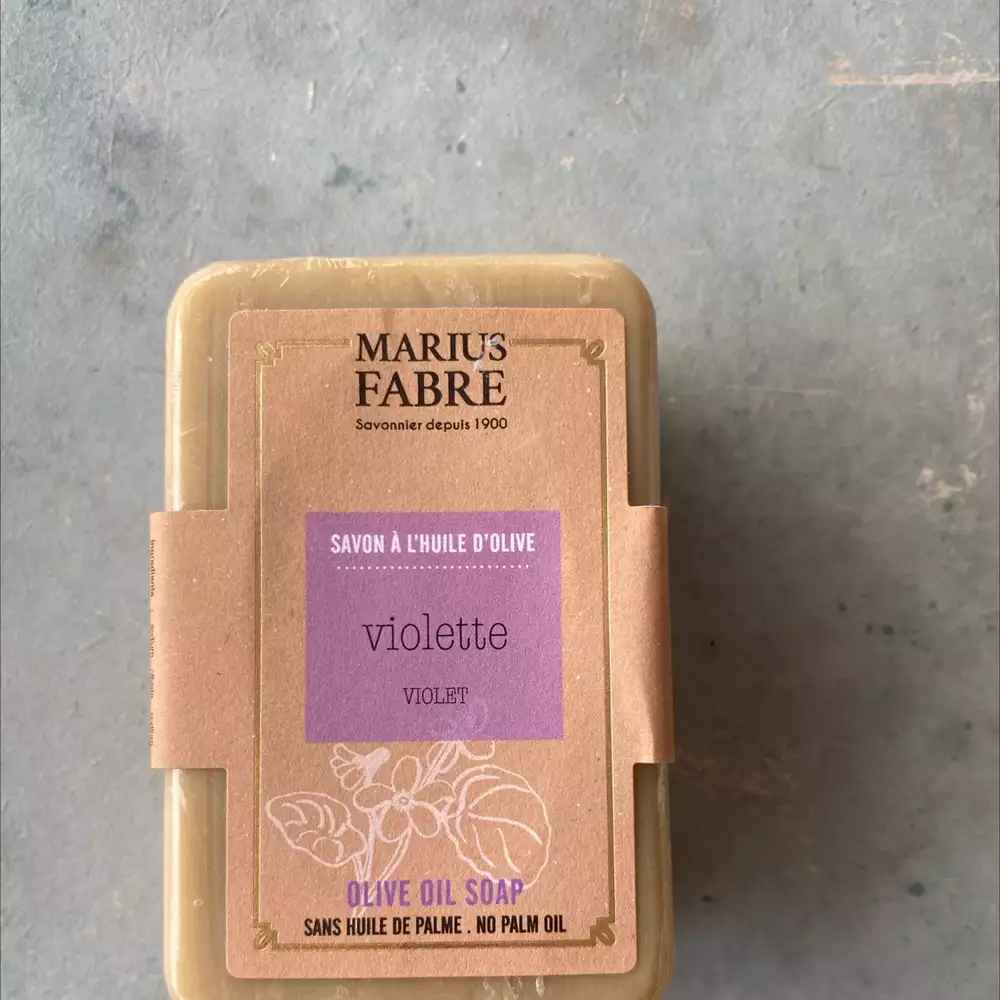 MARIUS
FABRE
Savonnier depuis 1900
SAVON À L'HUILE D'OLIVE
violette
VIOLET
OLIVE OIL SOAP
SANS HUILE DE PALME . NO PALM OIL